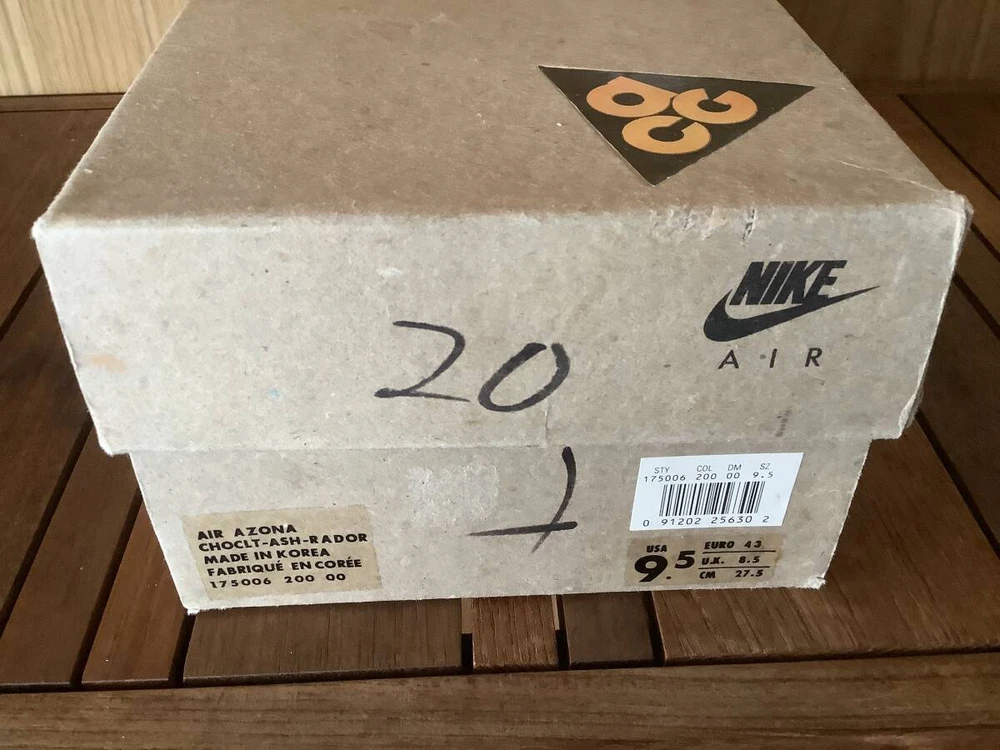 ACG
NIKE
AIR
20
1
STY COL DM SZ
175006 200 00 9.5
0 91202 25630 2
AIR AZONA
CHOCLT-ASH-RADOR
MADE IN KOREA
FABRIQUÉ EN CORÉE
175006 200 00
USA
9.5
EURO 43
U.K. 8.5
CM 27.5